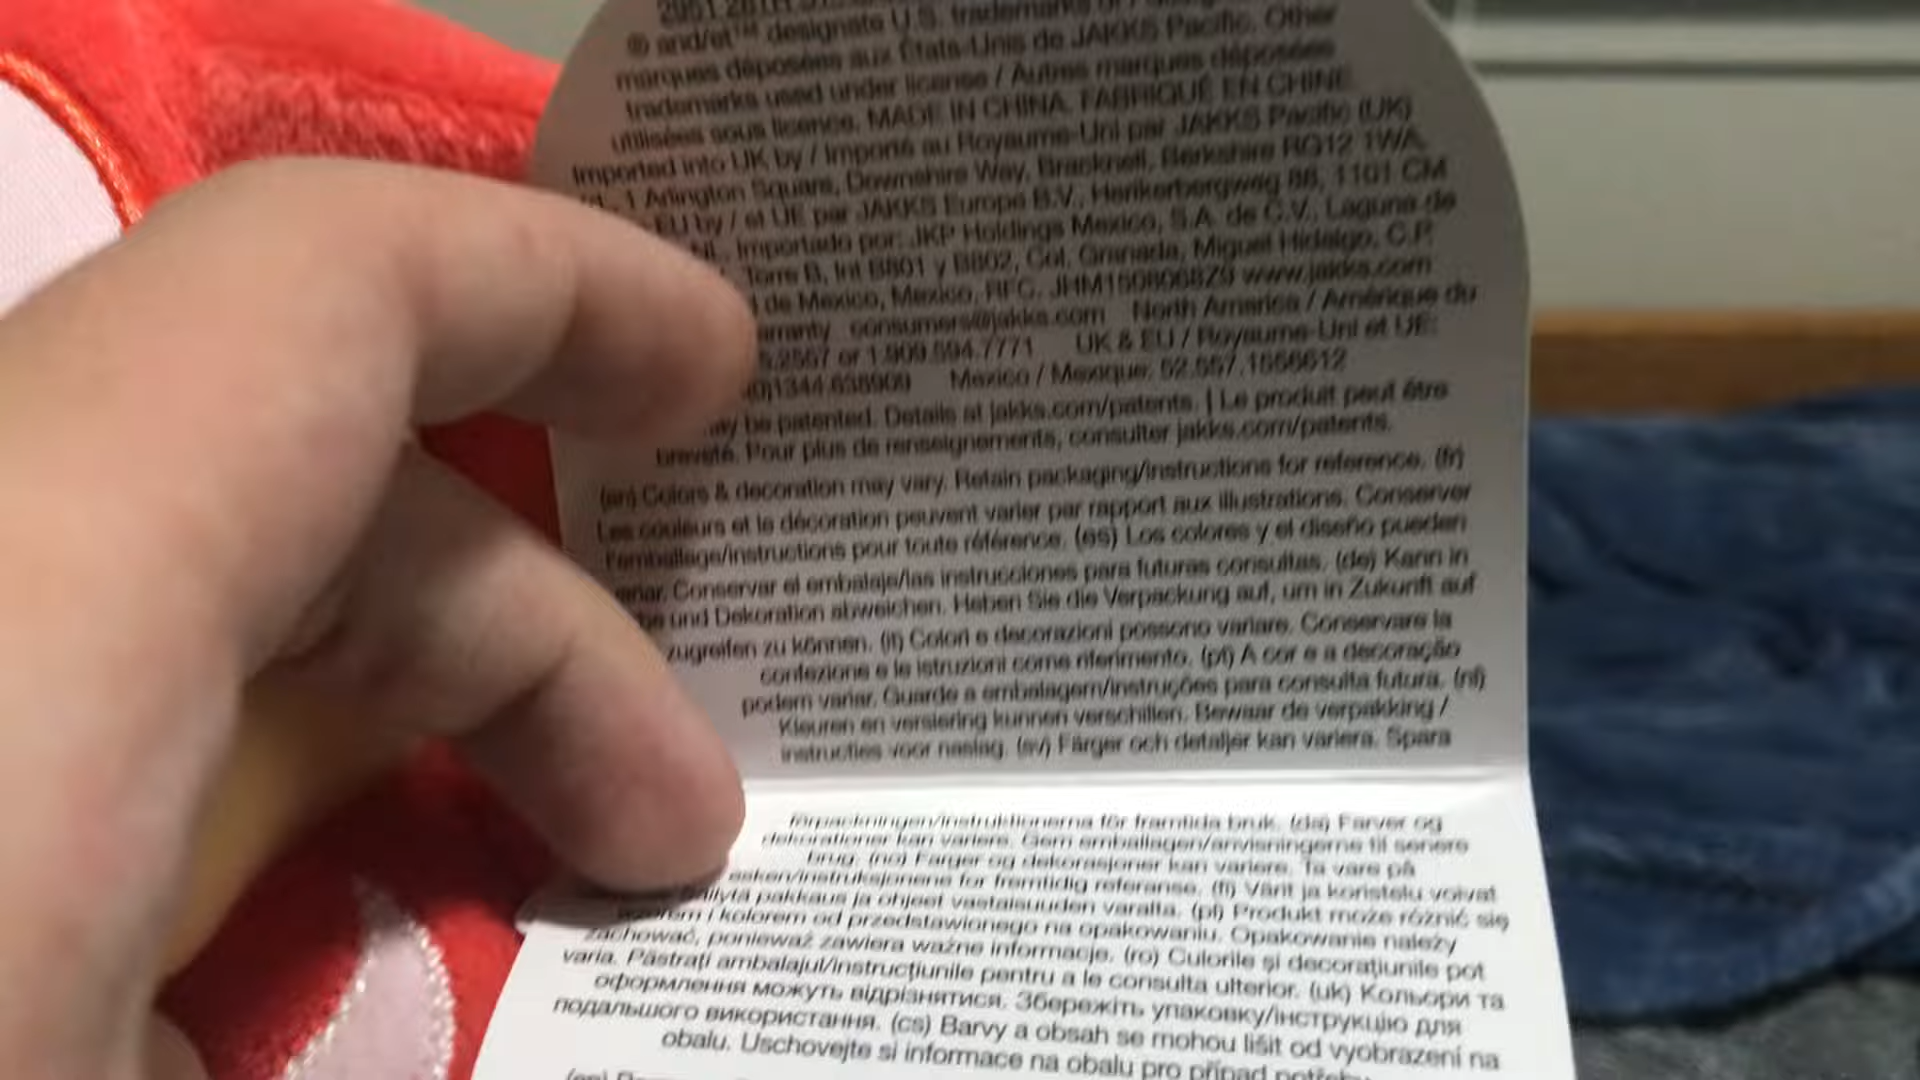 ® and/et ™ designate U.S. trademarks of
marques déposées aux États-Unis de JAKKS Pacific. Other
trademarks used under license / Autres marques déposées
utilisées sous licence. MADE IN CHINA. FABRIQUÉ EN CHINE
Imported into UK by / Importé au Royaume-Uni par JAKKS Pacific (UK)
1 Arlington Square, Downshire Way, Bracknell, Berkshire RG12 1WA.
EU by / et UE par JAKKS Europe B.V., Herikerbergweg 88, 1101 CM
NL. Importado por: JKP Holdings Mexico, S.A. de C.V., Laguna de
Torre B, Int B801 y B802, Col. Granada, Miguel Hidalgo, C.P.
de Mexico, Mexico, RFC. www.jakks.com
consumers@jakks.com North America / Amérique du
or 1.909.594.7771 UK & EU / Royaume-Uni et UE:
Mexico / Mexique: 52.557.1556612
may be patented. Details at jakks.com/patents. | Le produit peut être
breveté. Pour plus de renseignements, consulter jakks.com/patents.
(en) Colors & decoration may vary. Retain packaging/instructions for reference. (fr)
Les couleurs et la décoration peuvent varier par rapport aux illustrations. Conserver
l'emballage/instructions pour toute référence. (es) Los colores y el diseño pueden
variar. Conservar el embalaje/las instrucciones para futuras consultas. (de) Kann in
und Dekoration abweichen. Heben Sie die Verpackung auf, um in Zukunft auf
zugreifen zu können. (it) Colori e decorazioni possono variare. Conservare la
confezione e le istruzioni come riferimento. (pt) A cor e a decoração
podem variar. Guarde a embalagem/instruções para consulta futura. (nl)
Kleuren en versiering kunnen verschillen. Bewaar de verpakking /
instructies voor naslag. (sv) Färger och detaljer kan variera. Spara
förpackningen/instruktionerna för framtida bruk. (da) Farver og
dekorationer kan variere. Gem emballagen/anvisningerne til senere
brug. (no) Farger og dekorasjoner kan variere. Ta vare på
esken/instruksjonene for fremtidig referanse. (fi) Värit ja koristelu voivat
Säilytä pakkaus ja ohjeet vastaisuuden varalta. (pl) Produkt może różnić się
wzorem i kolorem od przedstawionego na opakowaniu. Opakowanie należy
zachować, ponieważ zawiera ważne informacje. (ro) Culorile și decorațiunile pot
varia. Păstrați ambalajul/instrucțiunile pentru a le consulta ulterior. (uk) Кольори та
оформлення можуть відрізнятися. Збережіть упаковку/інструкцію для
подальшого використання. (cs) Barvy a obsah se mohou lišit od vyobrazení na
obalu. Uschovejte si informace na obalu pro případ potřeby